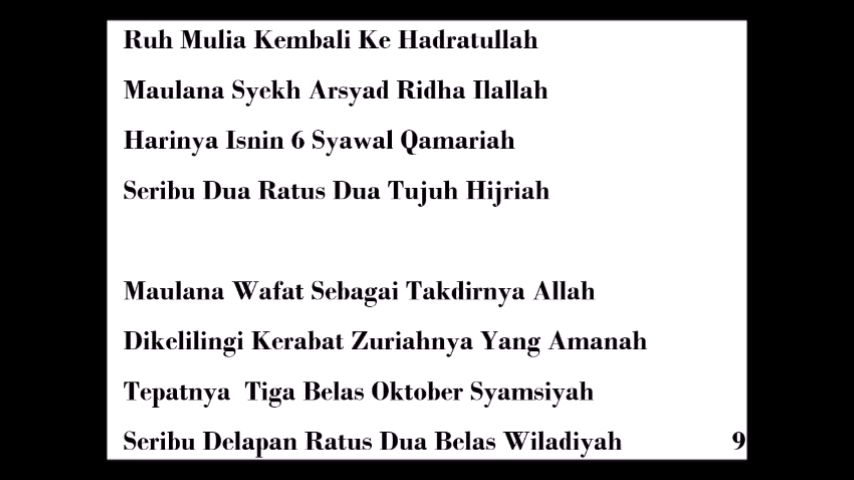 Ruh Mulia Kembali Ke Hadratullah
Maulana Syekh Arsyad Ridha Ilallah
Harinya Isnin 6 Syawal Qamariah
Seribu Dua Ratus Dua Tujuh Hijriah
Maulana Wafat Sebagai Takdirnya Allah
Dikelilingi Kerabat Zuriahnya Yang Amanah
Tepatnya  Tiga Belas Oktober Syamsiyah
Seribu Delapan Ratus Dua Belas Wiladiyah 9